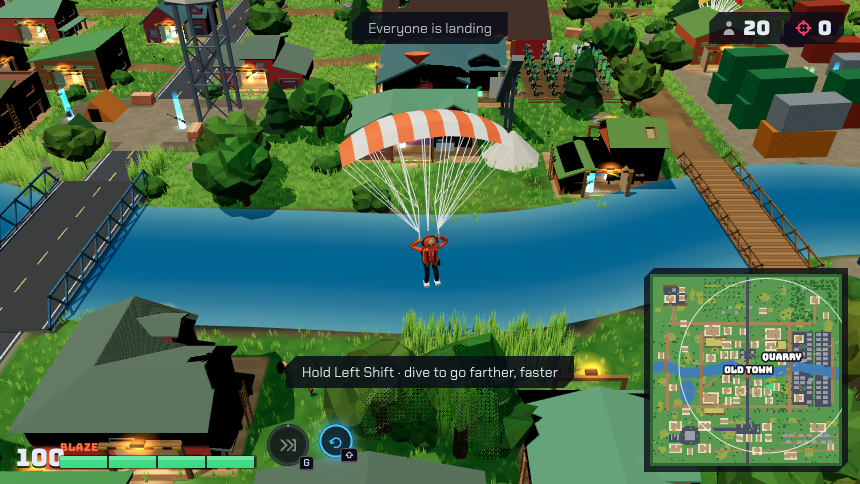 Everyone is landing
20
0
QUARRY
OLD TOWN
Hold Left Shift · dive to go farther, faster
100
BLAZE
G